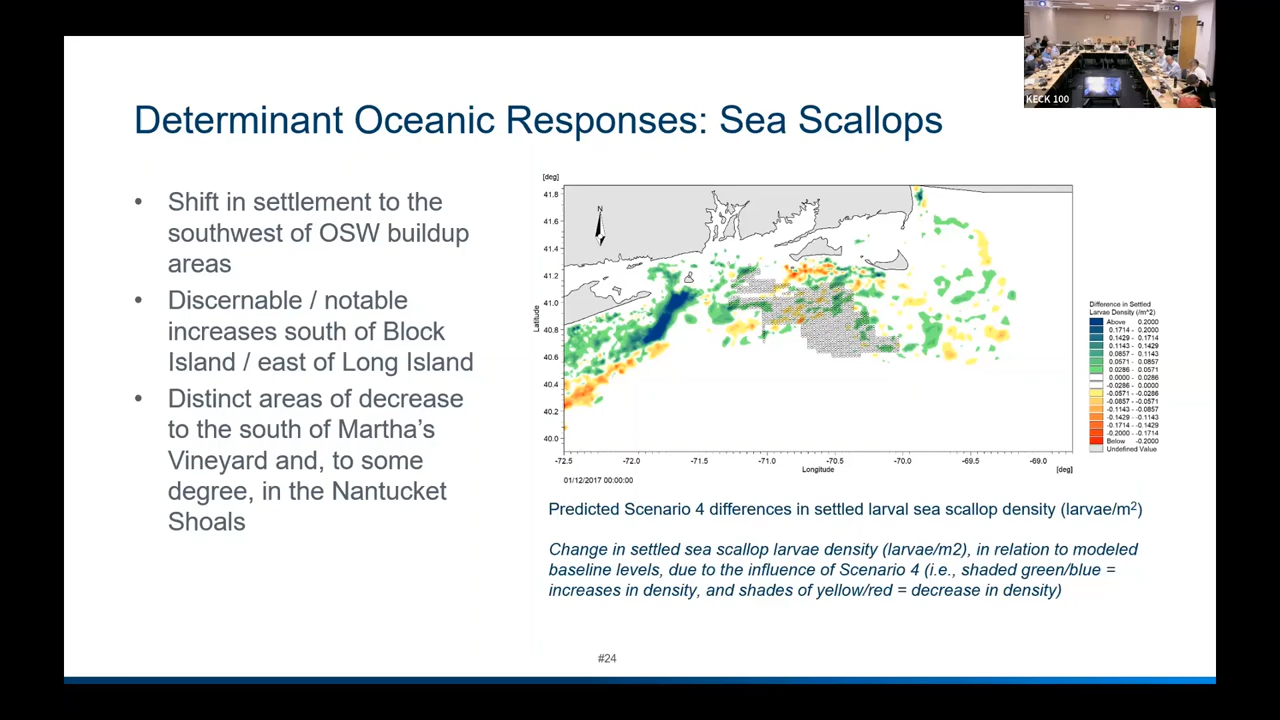 KECK 100
Determinant Oceanic Responses: Sea Scallops
• Shift in settlement to the
southwest of OSW buildup
areas
• Discernable / notable
increases south of Block
Island / east of Long Island
• Distinct areas of decrease
to the south of Martha's
Vineyard and, to some
degree, in the Nantucket
Shoals
[deg]
41.8
41.6
41.4
41.2
41.0
40.8
40.6
40.4
40.2
40.0
Latitude
N
-72.5 -72.0 -71.5 -71.0 -70.5 -70.0 -69.5 -69.0
Longitude
[deg]
01/12/2017 00:00:00
Difference in Settled
Larvae Density (/m^2)
Above 0.2000
0.1714 - 0.2000
0.1429 - 0.1714
0.1143 - 0.1429
0.0857 - 0.1143
0.0571 - 0.0857
0.0286 - 0.0571
0.0000 - 0.0286
-0.0286 - 0.0000
-0.0571 - -0.0286
-0.0857 - -0.0571
-0.1143 - -0.0857
-0.1429 - -0.1143
-0.1714 - -0.1429
-0.2000 - -0.1714
Below -0.2000
Undefined Value
Predicted Scenario 4 differences in settled larval sea scallop density (larvae/m2)
Change in settled sea scallop larvae density (larvae/m2), in relation to modeled
baseline levels, due to the influence of Scenario 4 (i.e., shaded green/blue =
increases in density, and shades of yellow/red = decrease in density)
#24